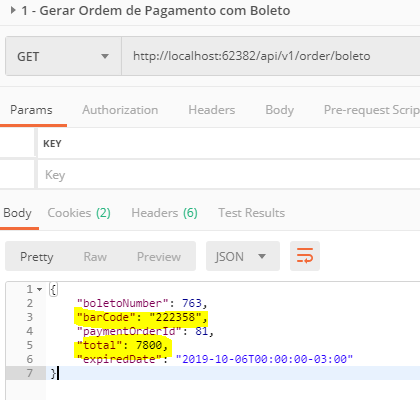 1 - Gerar Ordem de Pagamento com Boleto
GET http://localhost:62382/api/v1/order/boleto
Params Authorization Headers Body Pre-request Scrip
KEY
Key
Body Cookies (2) Headers (6) Test Results
Pretty Raw Preview JSON
1 {
2 "boletoNumber": 763,
3 "barCode": "222358",
4 "paymentOrderId": 81,
5 "total": 7800,
6 "expiredDate": "2019-10-06T00:00:00-03:00"
7 }